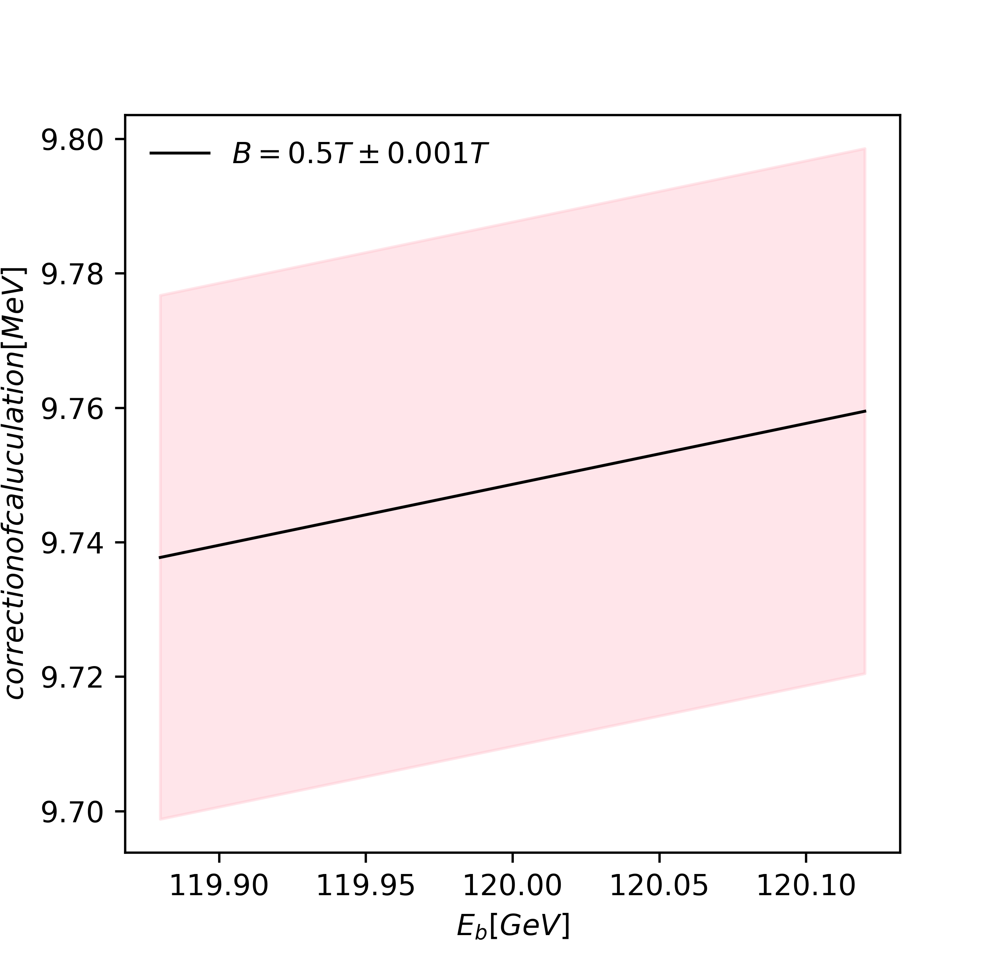 B = 0.5T ± 0.001T
9.80
9.78
9.76
9.74
9.72
9.70
correctionofcaluculation[MeV]
119.90 119.95 120.00 120.05 120.10
E_b[GeV]